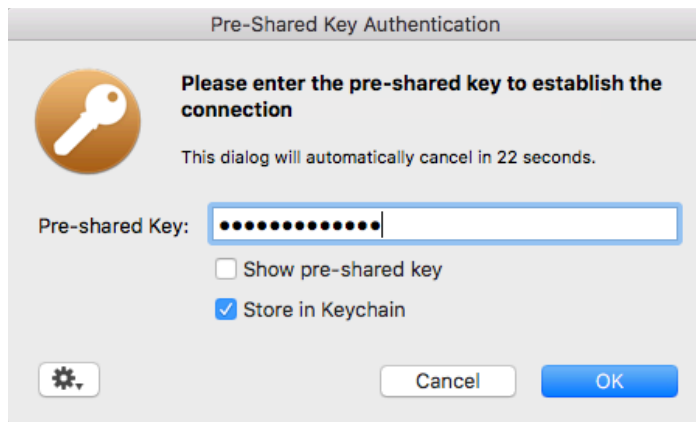 Pre-Shared Key Authentication
Please enter the pre-shared key to establish the
connection
This dialog will automatically cancel in 22 seconds.
Pre-shared Key: •••••••••••••
Show pre-shared key
Store in Keychain
Cancel OK